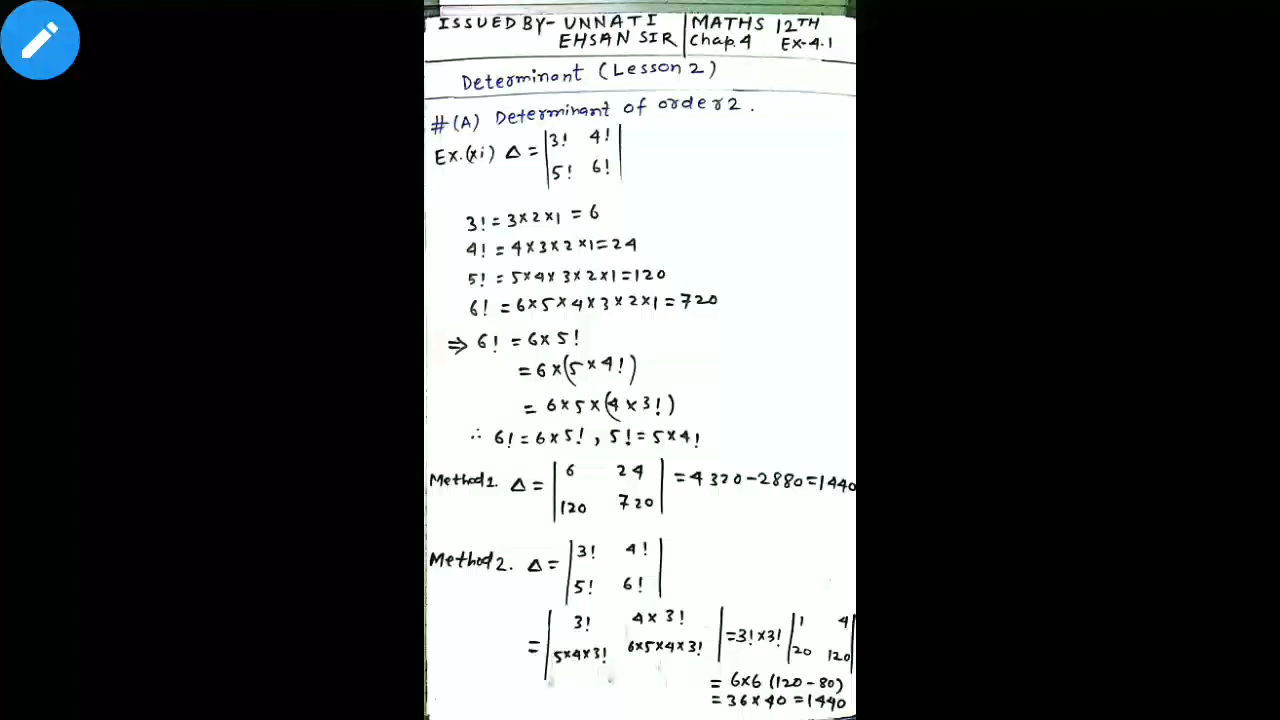 ISSUED BY- UNNATI MATHS 12TH
EHSAN SIR Chap. 4 EX-4.1
Determinant (Lesson 2)
#(A) Determinant of order 2.
Ex.(xi) Δ = |3! 4!|
|5! 6!|
3! = 3×2×1 = 6
4! = 4×3×2×1=24
5! = 5×4×3×2×1=120
6! = 6×5×4×3×2×1=720
⇒ 6! = 6×5!
= 6×(5×4!)
= 6×5×(4×3!)
∴ 6!=6×5!, 5!=5×4!
Method 1. Δ = |6 24| = 4320-2880=1440
|120 720|
Method 2. Δ = |3! 4!|
|5! 6!|
= |3! 4×3!| =3!×3! |1 4|
|5×4×3! 6×5×4×3!| |20 120|
= 6×6 (120-80)
= 36×40 =1440